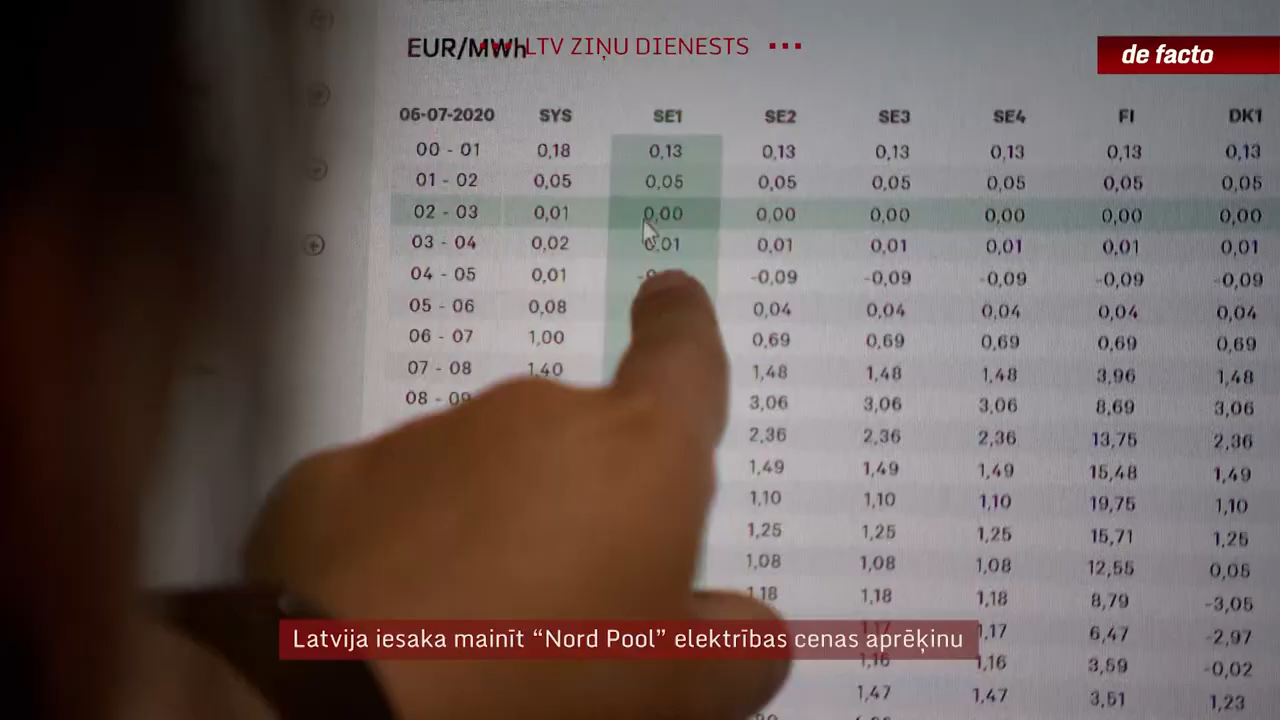 EUR/MWh LTV ZIŅU DIENESTS
de facto
06-07-2020 SYS SE1 SE2 SE3 SE4 FI DK1
00 - 01 0,18 0,13 0,13 0,13 0,13 0,13 0,13
01 - 02 0,05 0,05 0,05 0,05 0,05 0,05 0,05
02 - 03 0,01 0,00 0,00 0,00 0,00 0,00 0,00
03 - 04 0,02 0,01 0,01 0,01 0,01 0,01 0,01
04 - 05 0,01 -0,09 -0,09 -0,09 -0,09 -0,09
05 - 06 0,08 0,04 0,04 0,04 0,04 0,04
06 - 07 1,00 0,69 0,69 0,69 0,69 0,69
07 - 08 1,40 1,48 1,48 1,48 3,96 1,48
08 - 09 3,06 3,06 3,06 8,69 3,06
2,36 2,36 2,36 13,75 2,36
1,49 1,49 1,49 15,48 1,49
1,10 1,10 1,10 19,75 1,10
1,25 1,25 1,25 15,71 1,25
1,08 1,08 1,08 12,55 0,05
1,18 1,18 1,18 8,79 -3,05
1,17 1,17 6,47 -2,97
1,16 1,16 3,59 -0,02
1,47 1,47 3,51 1,23
Latvija iesaka mainīt “Nord Pool” elektrības cenas aprēķinu